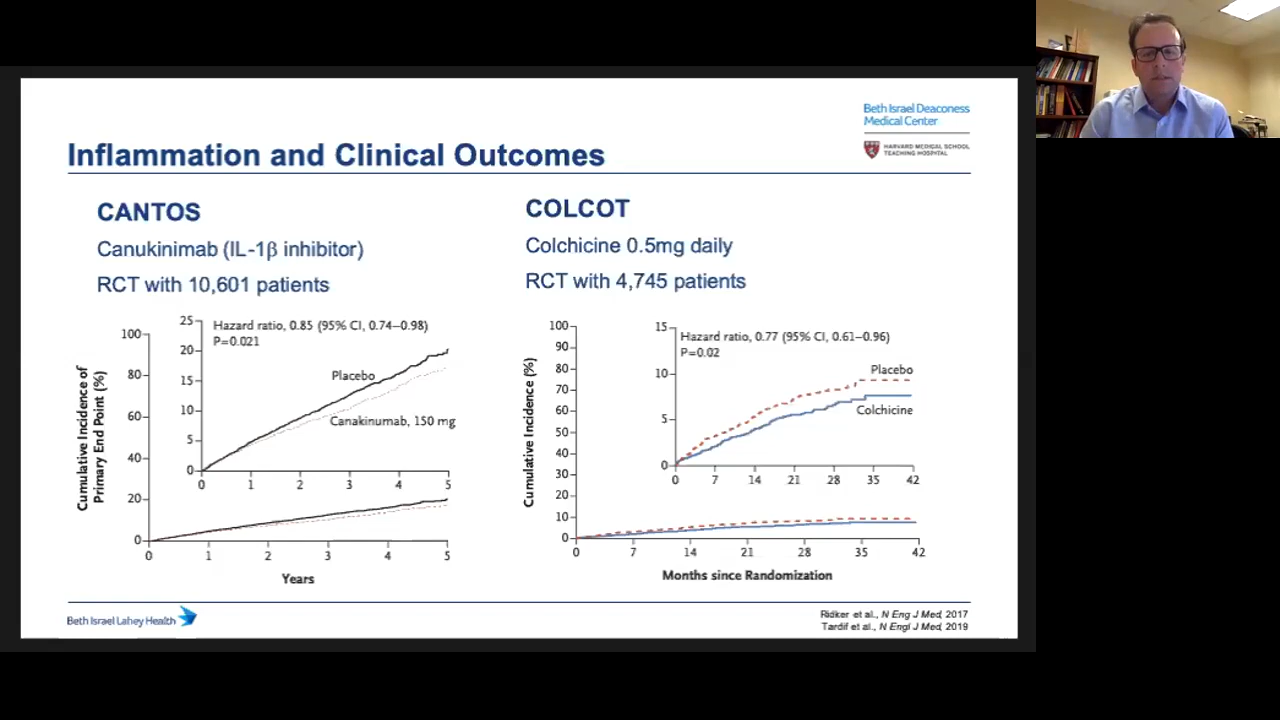 Beth Israel Deaconess
Medical Center
HARVARD MEDICAL SCHOOL
TEACHING HOSPITAL
Inflammation and Clinical Outcomes
CANTOS
Canukinimab (IL-1β inhibitor)
RCT with 10,601 patients
Cumulative Incidence of
Primary End Point (%)
100
80
60
40
20
0
25
20
15
10
5
0
Hazard ratio, 0.85 (95% CI, 0.74–0.98)
P=0.021
Placebo
Canakinumab, 150 mg
0 1 2 3 4 5
0 1 2 3 4 5
Years
COLCOT
Colchicine 0.5mg daily
RCT with 4,745 patients
Cumulative Incidence (%)
100
90
80
70
60
50
40
30
20
10
0
15
10
5
0
Hazard ratio, 0.77 (95% CI, 0.61–0.96)
P=0.02
Placebo
Colchicine
0 7 14 21 28 35 42
0 7 14 21 28 35 42
Months since Randomization
Beth Israel Lahey Health
Ridker et al., N Eng J Med, 2017
Tardif et al., N Engl J Med, 2019